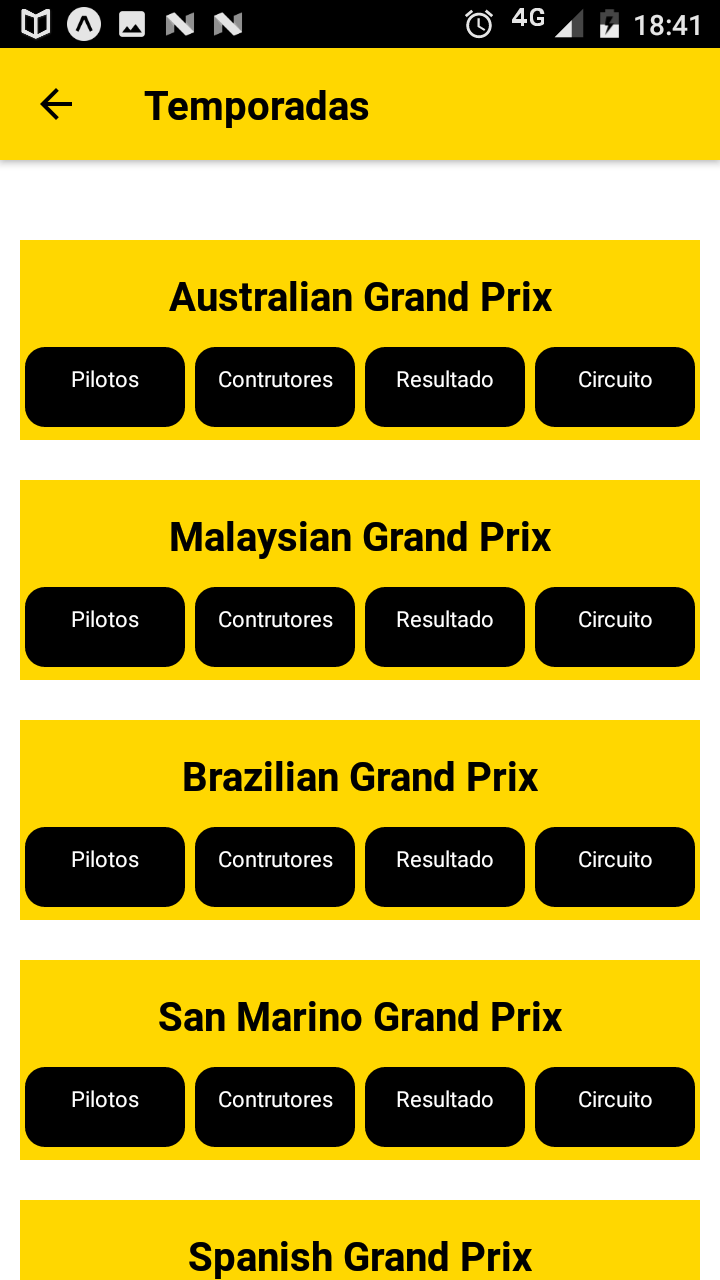 4G 18:41
Temporadas
Australian Grand Prix
Pilotos Contrutores Resultado Circuito
Malaysian Grand Prix
Pilotos Contrutores Resultado Circuito
Brazilian Grand Prix
Pilotos Contrutores Resultado Circuito
San Marino Grand Prix
Pilotos Contrutores Resultado Circuito
Spanish Grand Prix